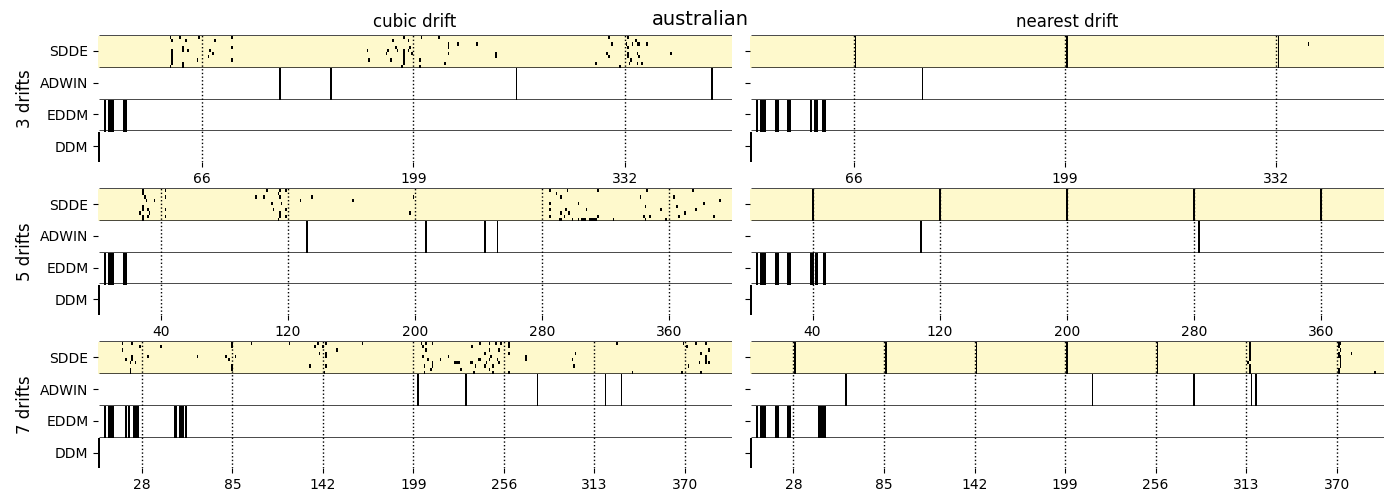 australian
cubic drift nearest drift
3 drifts
SDDE
ADWIN
EDDM
DDM
66 199 332 66 199 332
5 drifts
SDDE
ADWIN
EDDM
DDM
40 120 200 280 360 40 120 200 280 360
7 drifts
SDDE
ADWIN
EDDM
DDM
28 85 142 199 256 313 370 28 85 142 199 256 313 370